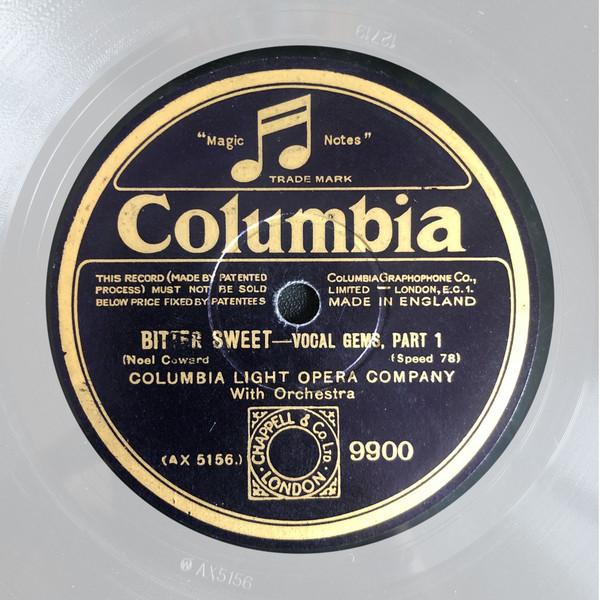 12719
"Magic Notes"
TRADE MARK
Columbia
THIS RECORD (MADE BY PATENTED
PROCESS) MUST NOT BE SOLD
BELOW PRICE FIXED BY PATENTEES
COLUMBIA GRAPHOPHONE CO.,
LIMITED — LONDON, E.C.1.
MADE IN ENGLAND
BITTER SWEET—VOCAL GEMS, PART 1
(Noel Coward
(Speed 78)
COLUMBIA LIGHT OPERA COMPANY
With Orchestra
(AX 5156.)
CHAPPELL & CO LTD.
· LONDON ·
9900
W AX5156